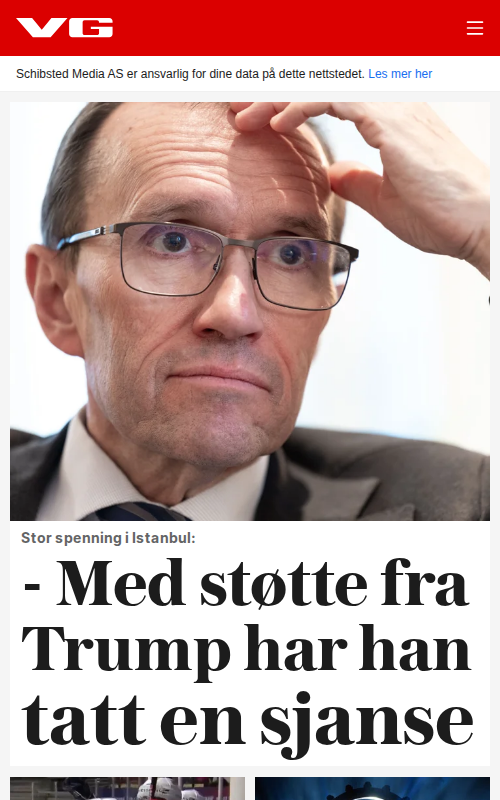 VG
Schibsted Media AS er ansvarlig for dine data på dette nettstedet. Les mer her
Stor spenning i Istanbul:
- Med støtte fra
Trump har han
tatt en sjanse